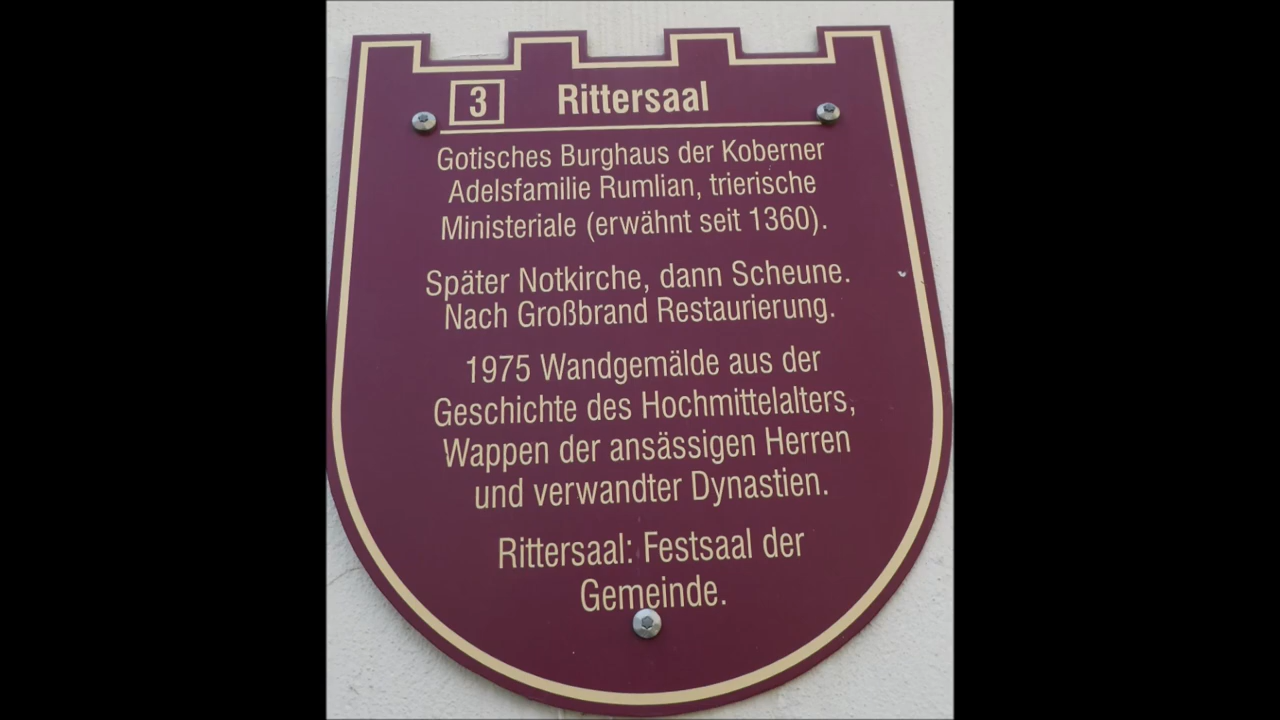 3 Rittersaal
Gotisches Burghaus der Koberner
Adelsfamilie Rumlian, trierische
Ministeriale (erwähnt seit 1360).
Später Notkirche, dann Scheune.
Nach Großbrand Restaurierung.
1975 Wandgemälde aus der
Geschichte des Hochmittelalters,
Wappen der ansässigen Herren
und verwandter Dynastien.
Rittersaal: Festsaal der
Gemeinde.